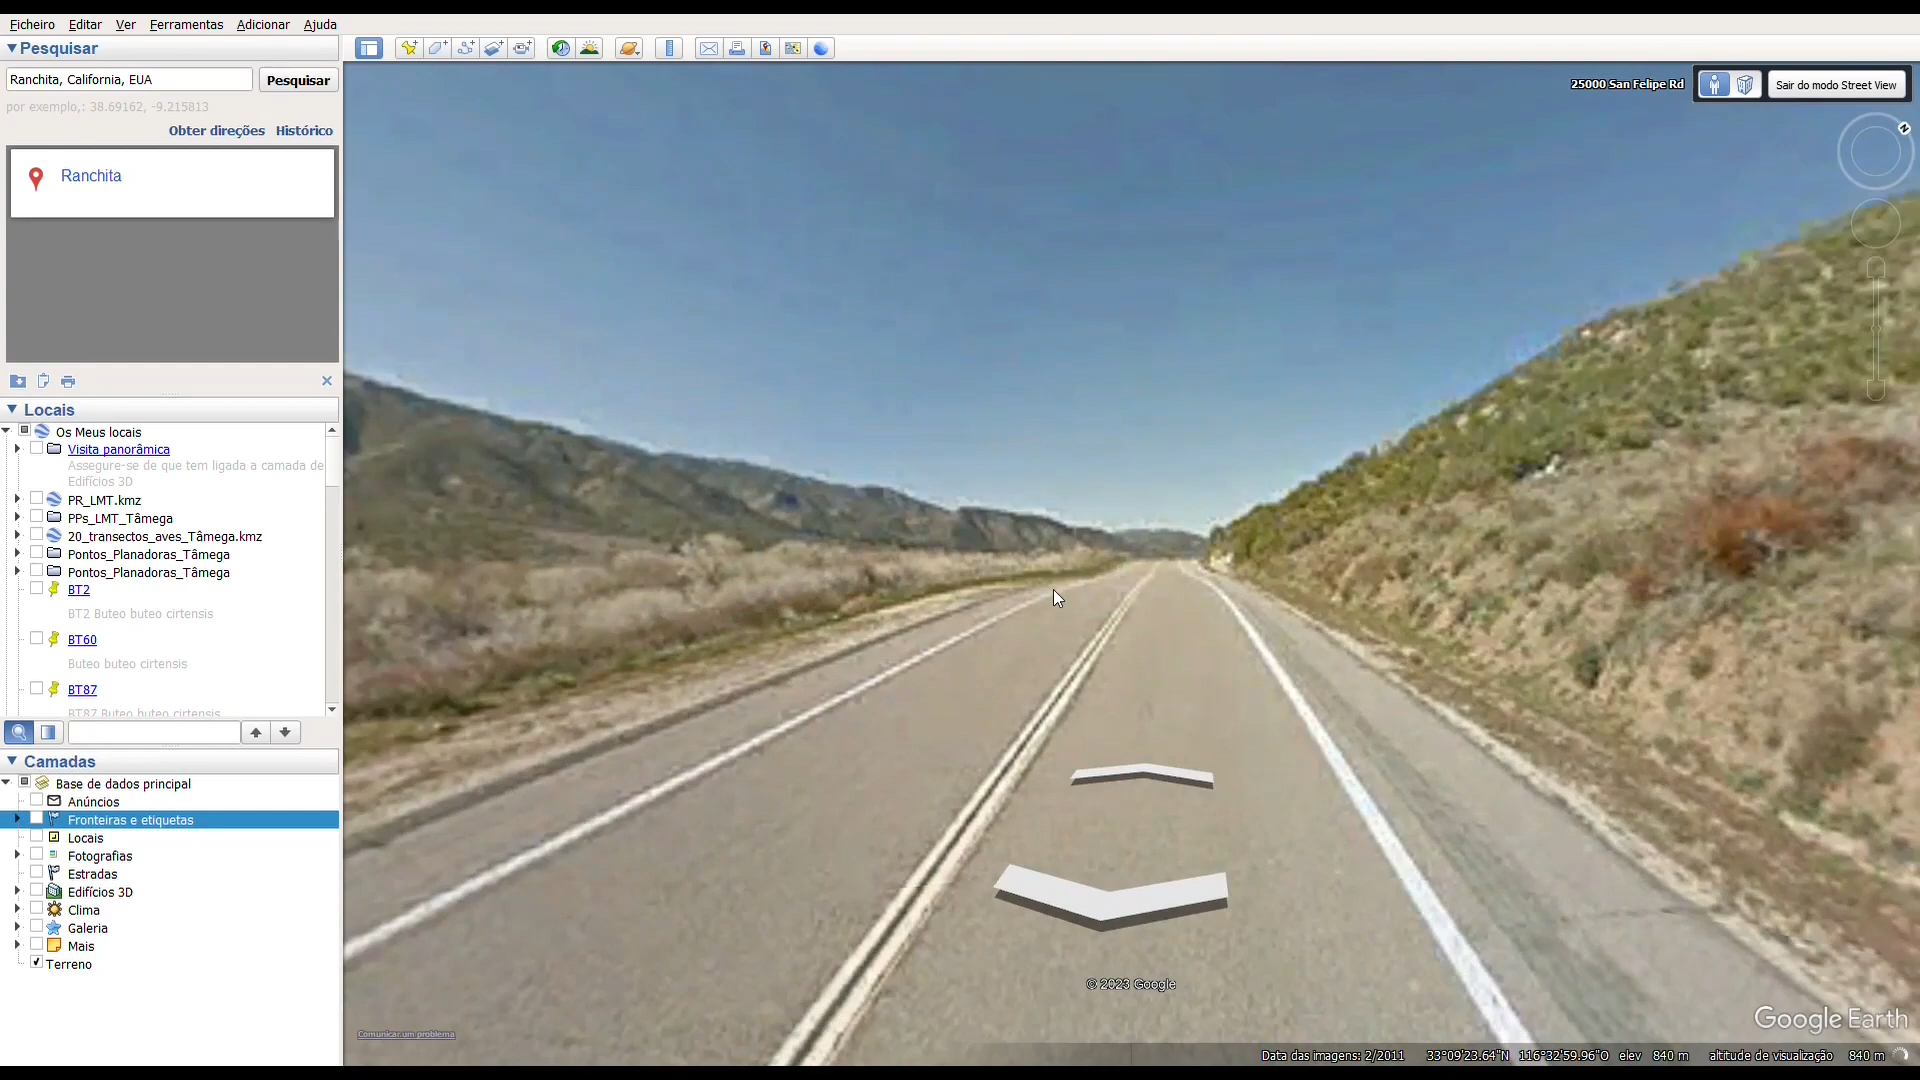 Ficheiro Editar Ver Ferramentas Adicionar Ajuda
Pesquisar
Ranchita, California, EUA
Pesquisar
por exemplo,: 38.69162, -9.215813
Obter direções Histórico
Ranchita
Locais
Os Meus locais
Visita panorâmica
Assegure-se de que tem ligada a camada de
Edifícios 3D
PR_LMT.kmz
PPs_LMT_Tâmega
20_transectos_aves_Tâmega.kmz
Pontos_Planadoras_Tâmega
Pontos_Planadoras_Tâmega
BT2
BT2 Buteo buteo cirtensis
BT60
Buteo buteo cirtensis
BT87
BT87 Buteo buteo cirtensis
Camadas
Base de dados principal
Anúncios
Fronteiras e etiquetas
Locais
Fotografias
Estradas
Edifícios 3D
Clima
Galeria
Mais
Terreno
25000 San Felipe Rd
Sair do modo Street View
N
© 2023 Google
Comunicar um problema
Google Earth
Data das imagens: 2/2011 33°09'23.64"N 116°32'59.96"O elev 840 m altitude de visualização 840 m